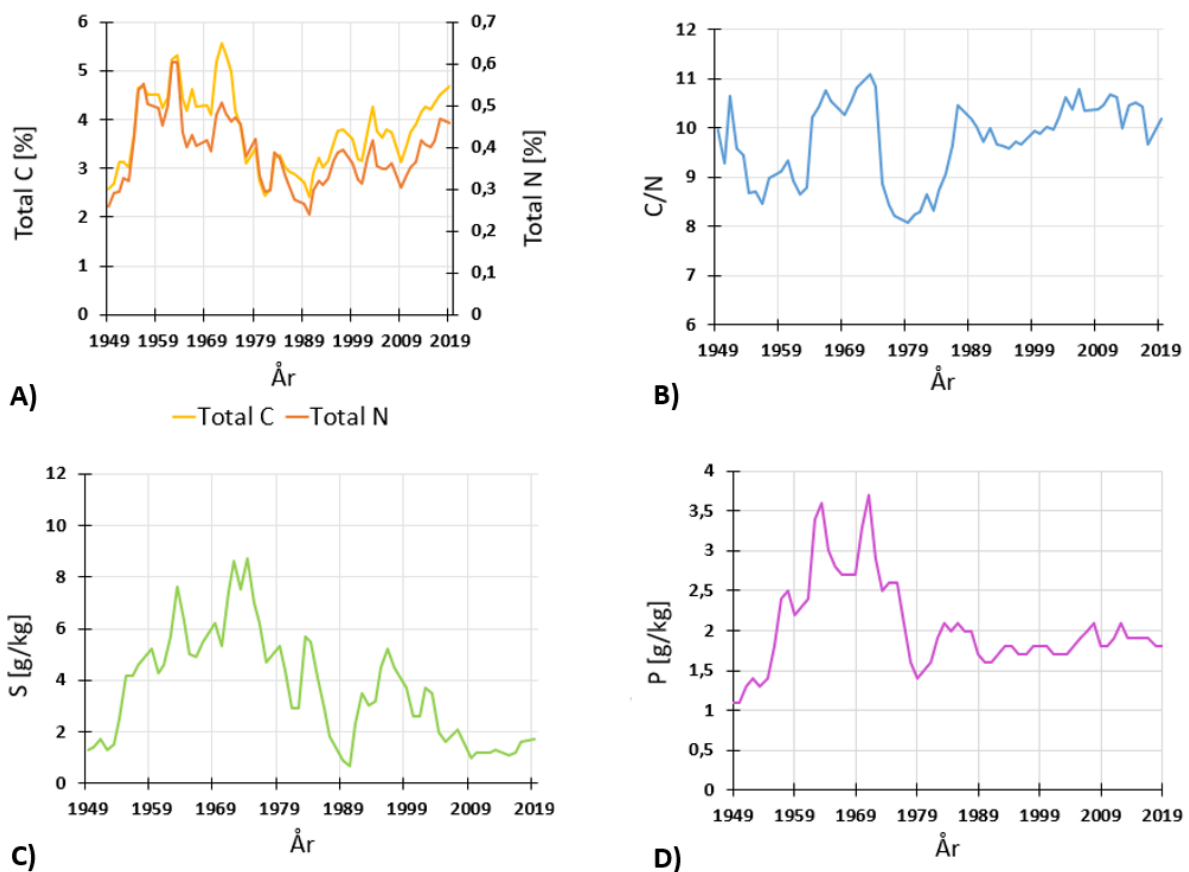 6
5
4
3
2
1
0
0,7
0,6
0,5
0,4
0,3
0,2
0,1
0
Total C [%]
Total N [%]
1949 1959 1969 1979 1989 1999 2009 2019
År
A)
Total C Total N
12
11
10
9
8
7
6
C/N
1949 1959 1969 1979 1989 1999 2009 2019
År
B)
12
10
8
6
4
2
0
S [g/kg]
1949 1959 1969 1979 1989 1999 2009 2019
År
C)
4
3,5
3
2,5
2
1,5
1
0,5
0
P [g/kg]
1949 1959 1969 1979 1989 1999 2009 2019
År
D)